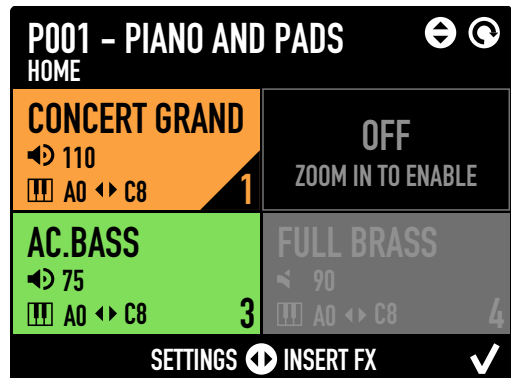 P001 - PIANO AND PADS
HOME
CONCERT GRAND
110
A0 C8
1
OFF
ZOOM IN TO ENABLE
AC.BASS
75
A0 C8
3
FULL BRASS
90
A0 C8
4
SETTINGS INSERT FX